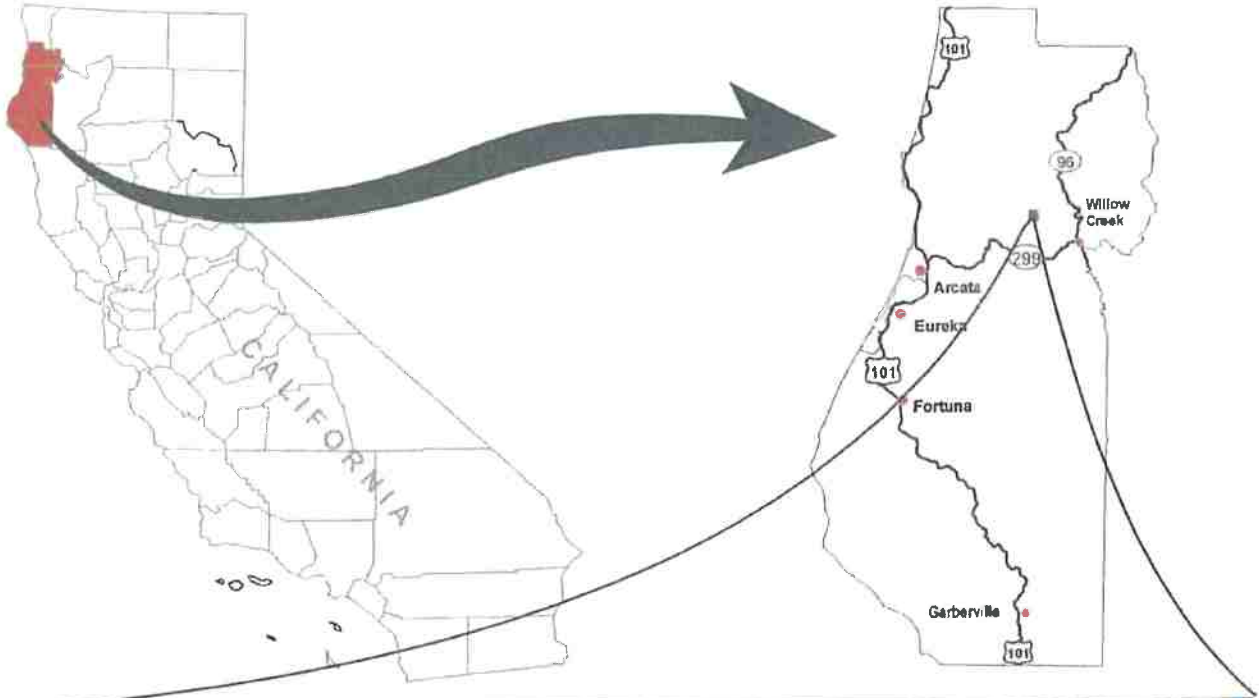 CALIFORNIA
101
96
Willow
Creek
299
Arcata
Eureka
101
Fortuna
Garberville
101